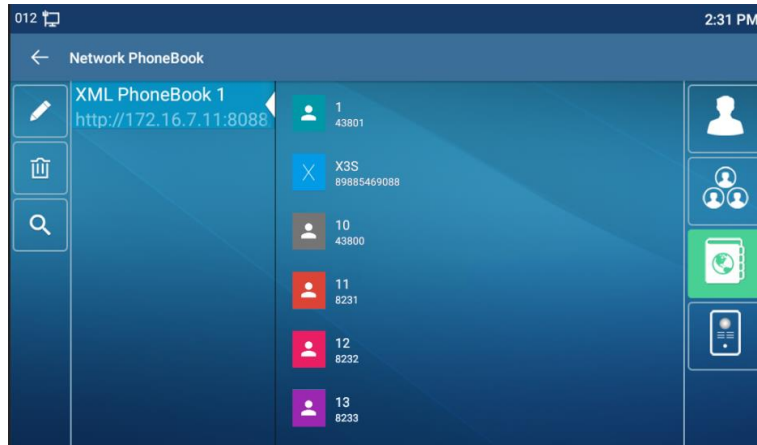 012
2:31 PM
Network PhoneBook
XML PhoneBook 1
http://172.16.7.11:8088
1
43801
X
X3S
89885469088
10
43800
11
8231
12
8232
13
8233